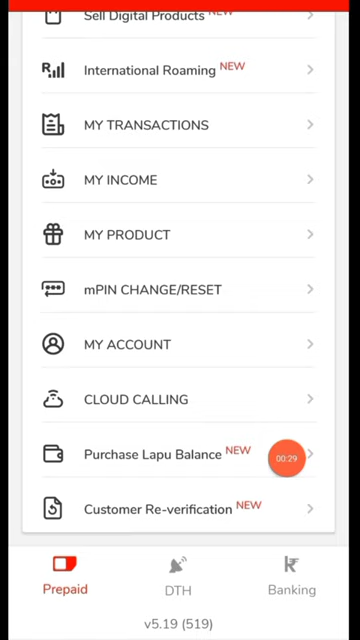 Sell Digital Products NEW
International Roaming NEW
MY TRANSACTIONS
MY INCOME
MY PRODUCT
mPIN CHANGE/RESET
MY ACCOUNT
CLOUD CALLING
Purchase Lapu Balance NEW
00:29
Customer Re-verification NEW
Prepaid
DTH
Banking
v5.19 (519)